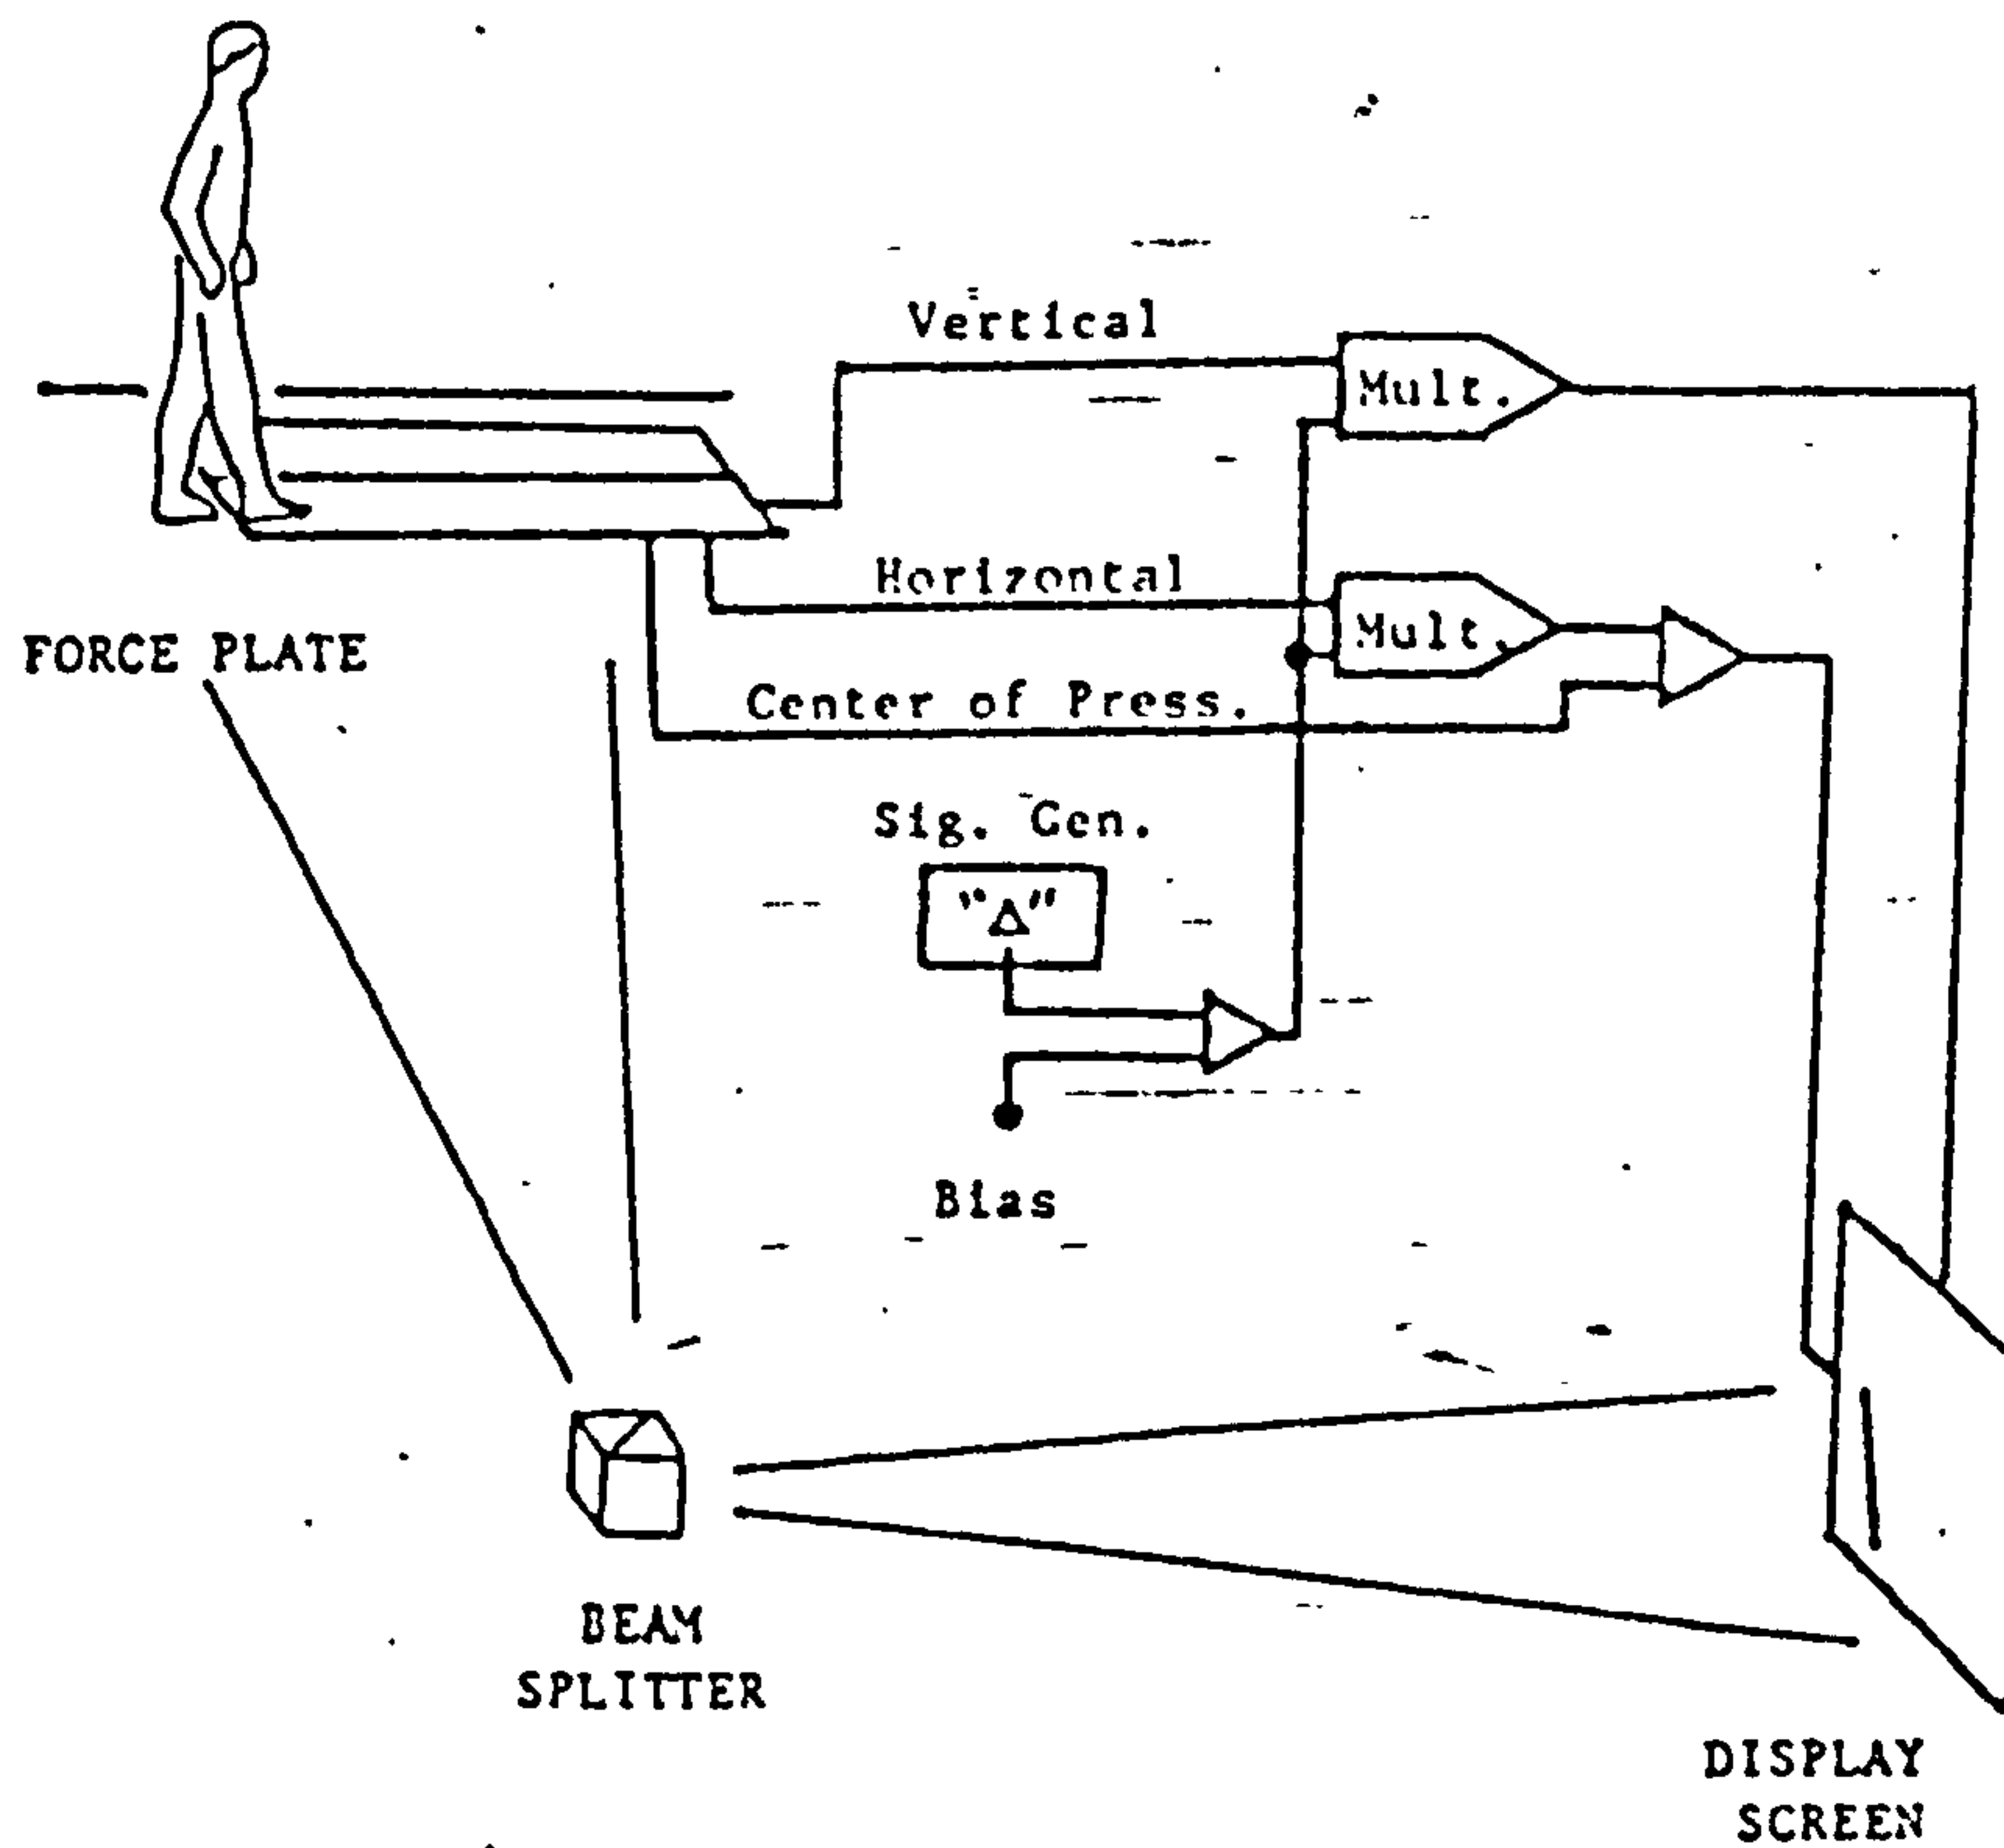 Vertical
Mult.
Horizontal
Mult.
FORCE PLATE
Center of Press.
Sig. Gen.
"Δ"
Bias
BEAM
SPLITTER
DISPLAY
SCREEN